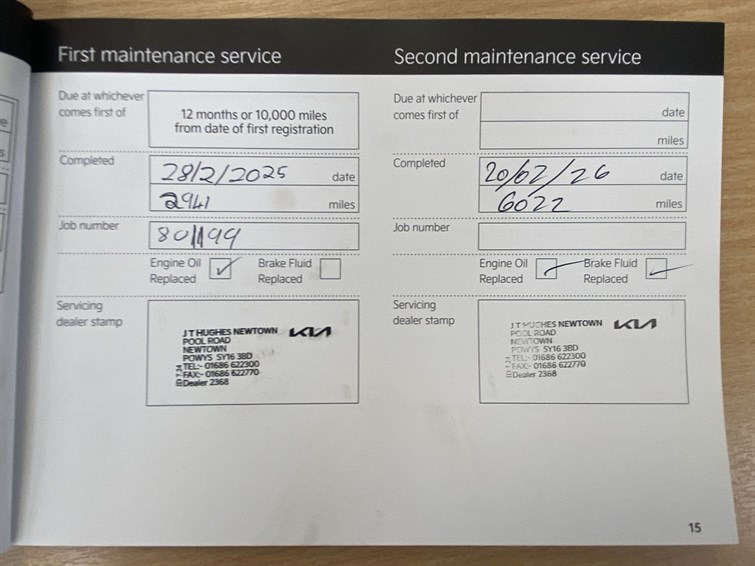 First maintenance service
Due at whichever
comes first of
12 months or 10,000 miles
from date of first registration
Completed
28/2/2025 date
2941 miles
Job number
801199
Engine Oil
Replaced
Brake Fluid
Replaced
Servicing
dealer stamp
J T HUGHES NEWTOWN KIA
POOL ROAD
NEWTOWN
POWYS SY16 3BD
TEL:- 01686 622300
FAX:- 01686 622770
Dealer 2368
Second maintenance service
Due at whichever
comes first of
date
miles
Completed
20/02/26 date
6022 miles
Job number
Engine Oil
Replaced
Brake Fluid
Replaced
Servicing
dealer stamp
J T HUGHES NEWTOWN KIA
POOL ROAD
NEWTOWN
POWYS SY16 3BD
TEL:- 01686 622300
FAX:- 01686 622770
Dealer 2368
15